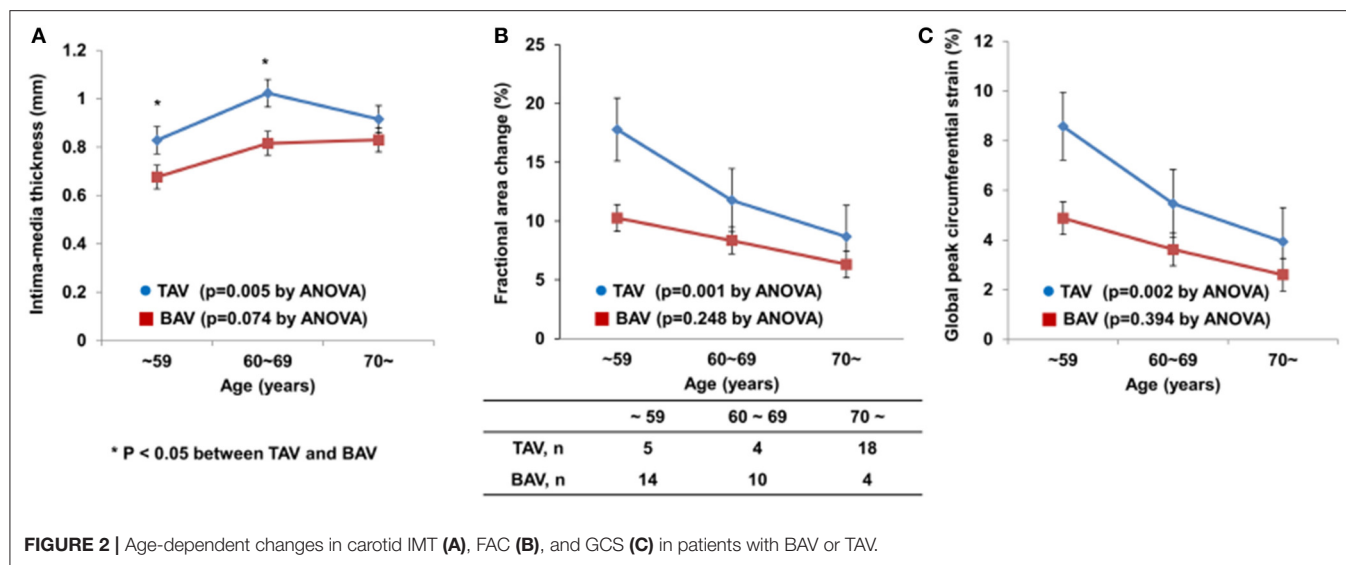 A
Intima-media thickness (mm)
1.2
1
0.8
0.6
0.4
0.2
0
*
*
TAV (p=0.005 by ANOVA)
BAV (p=0.074 by ANOVA)
~59 60~69 70~
Age (years)
* P < 0.05 between TAV and BAV
B
Fractional area change (%)
25
20
15
10
5
0
TAV (p=0.001 by ANOVA)
BAV (p=0.248 by ANOVA)
~59 60~69 70~
Age (years)
~ 59 60 ~ 69 70 ~
TAV, n 5 4 18
BAV, n 14 10 4
C
Global peak circumferential strain (%)
12
10
8
6
4
2
0
TAV (p=0.002 by ANOVA)
BAV (p=0.394 by ANOVA)
~59 60~69 70~
Age (years)
FIGURE 2 | Age-dependent changes in carotid IMT (A), FAC (B), and GCS (C) in patients with BAV or TAV.